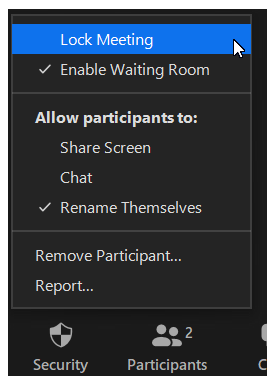 Lock Meeting
Enable Waiting Room
Allow participants to:
Share Screen
Chat
Rename Themselves
Remove Participant...
Report...
2
Security
Participants